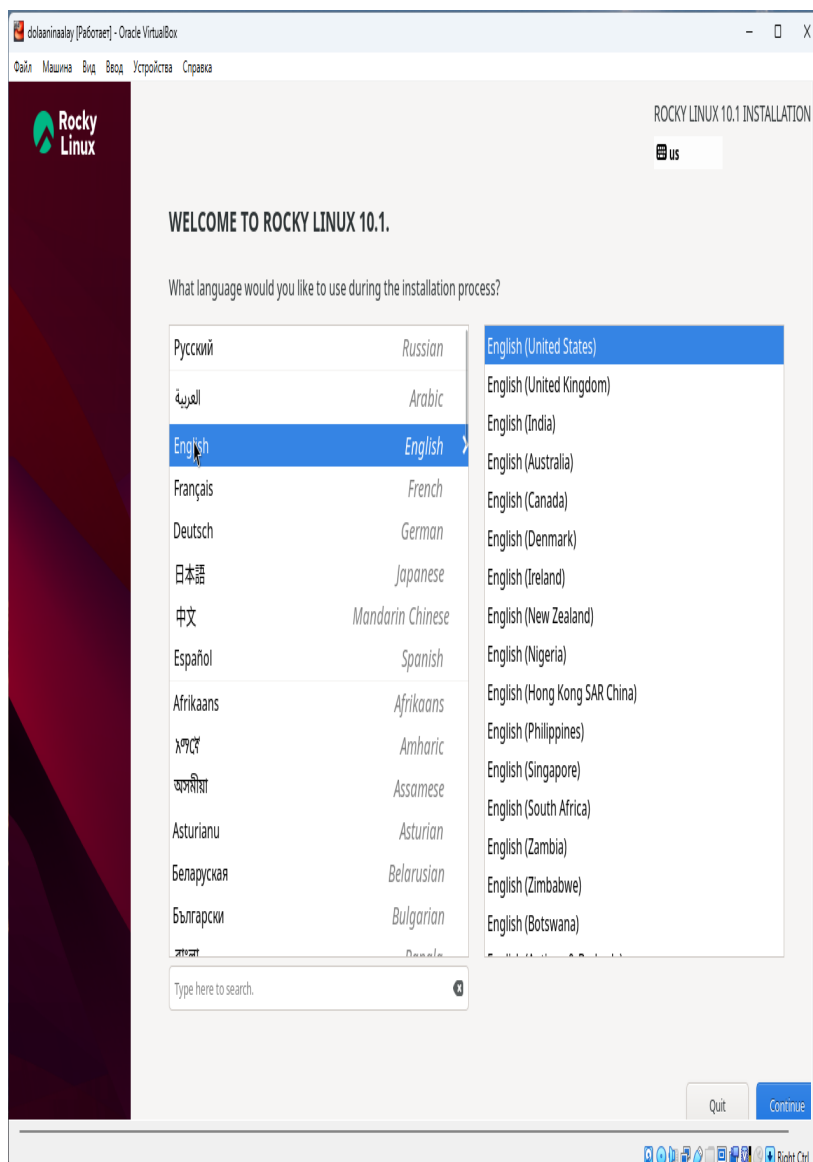 dolaaninaalay [Работает] - Oracle VirtualBox
Файл Машина Вид Ввод Устройства Справка
Rocky
Linux
ROCKY LINUX 10.1 INSTALLATION
us
WELCOME TO ROCKY LINUX 10.1.
What language would you like to use during the installation process?
Русский Russian
العربية Arabic
English English
Français French
Deutsch German
日本語 Japanese
中文 Mandarin Chinese
Español Spanish
Afrikaans Afrikaans
አማርኛ Amharic
অসমীয়া Assamese
Asturianu Asturian
Беларуская Belarusian
Български Bulgarian
বাংলা Bangla
English (United States)
English (United Kingdom)
English (India)
English (Australia)
English (Canada)
English (Denmark)
English (Ireland)
English (New Zealand)
English (Nigeria)
English (Hong Kong SAR China)
English (Philippines)
English (Singapore)
English (South Africa)
English (Zambia)
English (Zimbabwe)
English (Botswana)
Type here to search.
Quit Continue
Right Ctrl